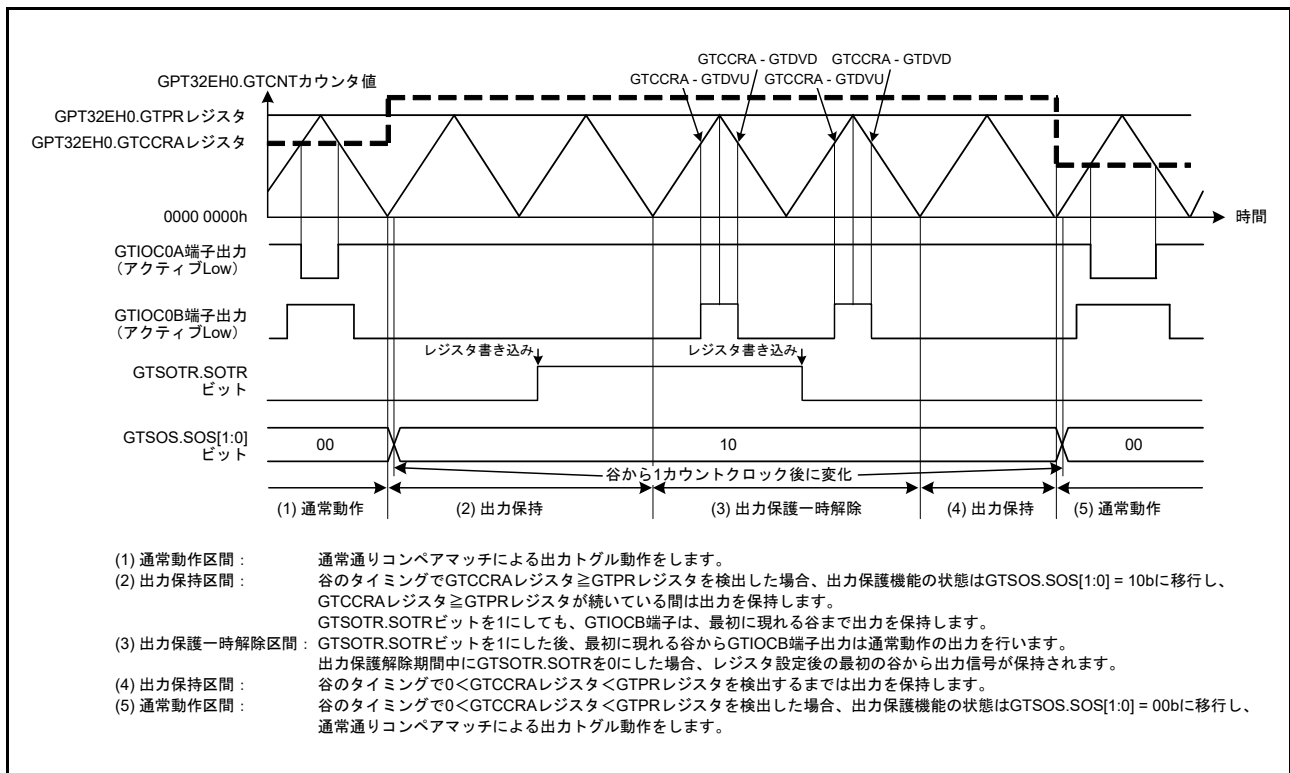 GTCCRA - GTDVD GTCCRA - GTDVD
GTCCRA - GTDVU GTCCRA - GTDVU
GPT32EH0.GTCNTカウンタ値
GPT32EH0.GTPRレジスタ
GPT32EH0.GTCCRAレジスタ
0000 0000h
時間
GTIOC0A端子出力
（アクティブLow）
GTIOC0B端子出力
（アクティブLow）
レジスタ書き込み レジスタ書き込み
GTSOTR.SOTR
ビット
GTSOS.SOS[1:0]
ビット
00 10 00
谷から1カウントクロック後に変化
(1) 通常動作 (2) 出力保持 (3) 出力保護一時解除 (4) 出力保持 (5) 通常動作
(1) 通常動作区間： 通常通りコンペアマッチによる出力トグル動作をします。
(2) 出力保持区間： 谷のタイミングでGTCCRAレジスタ≧GTPRレジスタを検出した場合、出力保護機能の状態はGTSOS.SOS[1:0] = 10bに移行し、
GTCCRAレジスタ≧GTPRレジスタが続いている間は出力を保持します。
GTSOTR.SOTRビットを1にしても、GTIOCB端子は、最初に現れる谷まで出力を保持します。
(3) 出力保護一時解除区間： GTSOTR.SOTRビットを1にした後、最初に現れる谷からGTIOCB端子出力は通常動作の出力を行います。
出力保護解除期間中にGTSOTR.SOTRを0にした場合、レジスタ設定後の最初の谷から出力信号が保持されます。
(4) 出力保持区間： 谷のタイミングで0＜GTCCRAレジスタ＜GTPRレジスタを検出するまでは出力を保持します。
(5) 通常動作区間： 谷のタイミングで0＜GTCCRAレジスタ＜GTPRレジスタを検出した場合、出力保護機能の状態はGTSOS.SOS[1:0] = 00bに移行し、
通常通りコンペアマッチによる出力トグル動作をします。